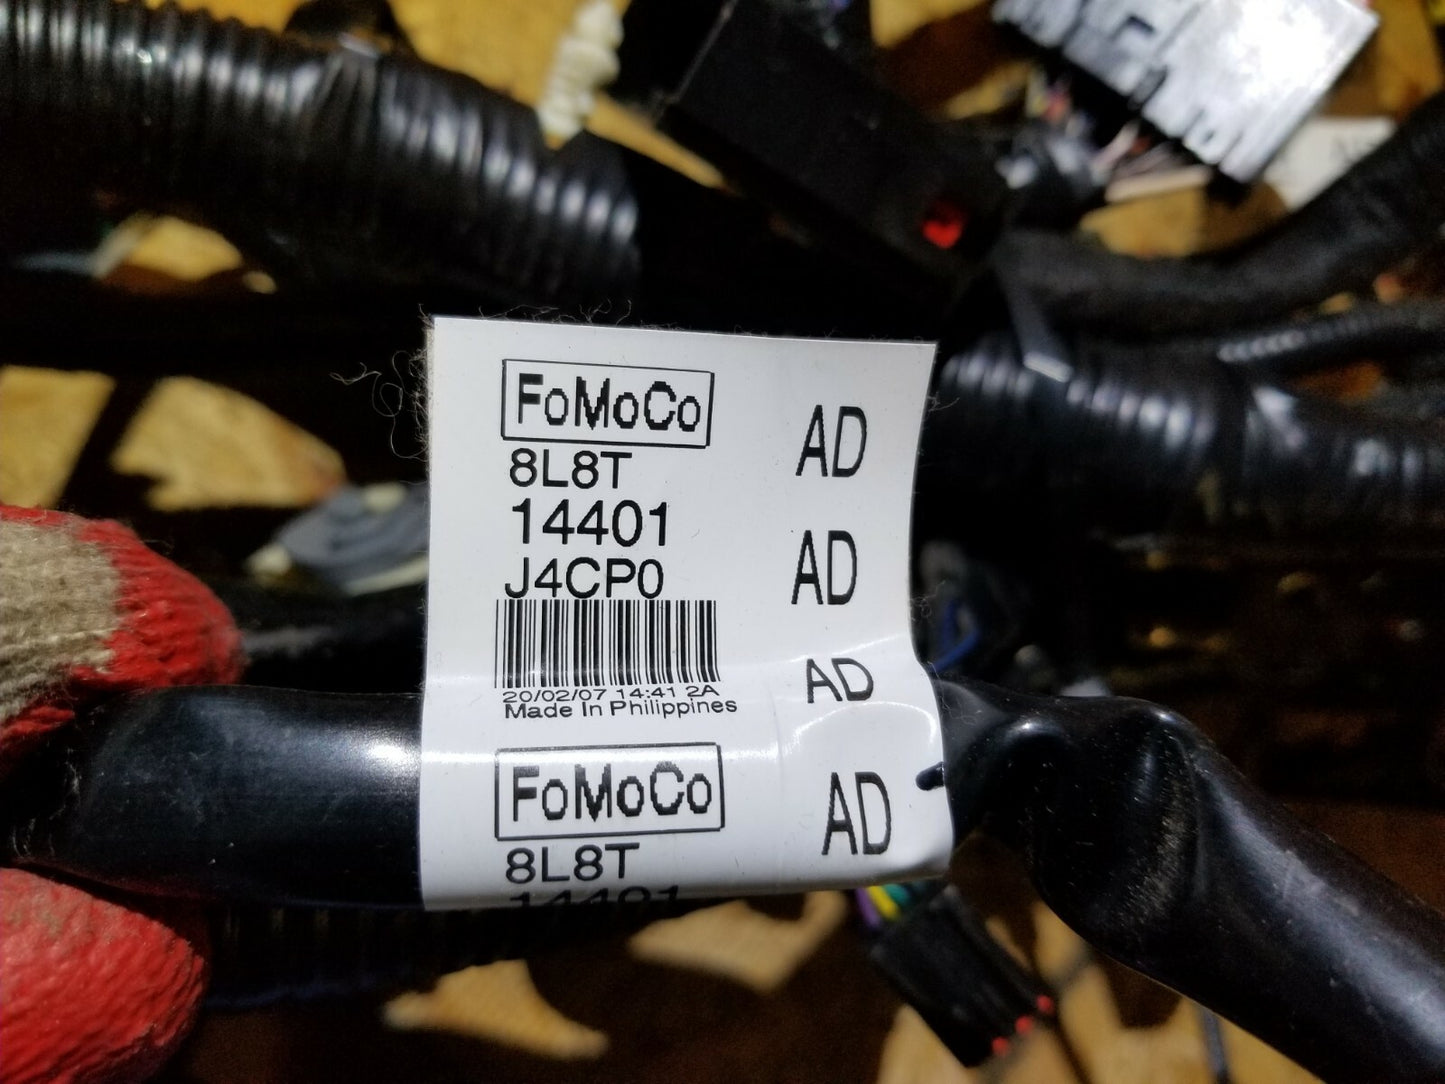 FoMoCo
8L8T
14401
J4CP0
AD
AD
20/02/07 14:41 2A
Made In Philippines
AD
FoMoCo
8L8T
14401
AD